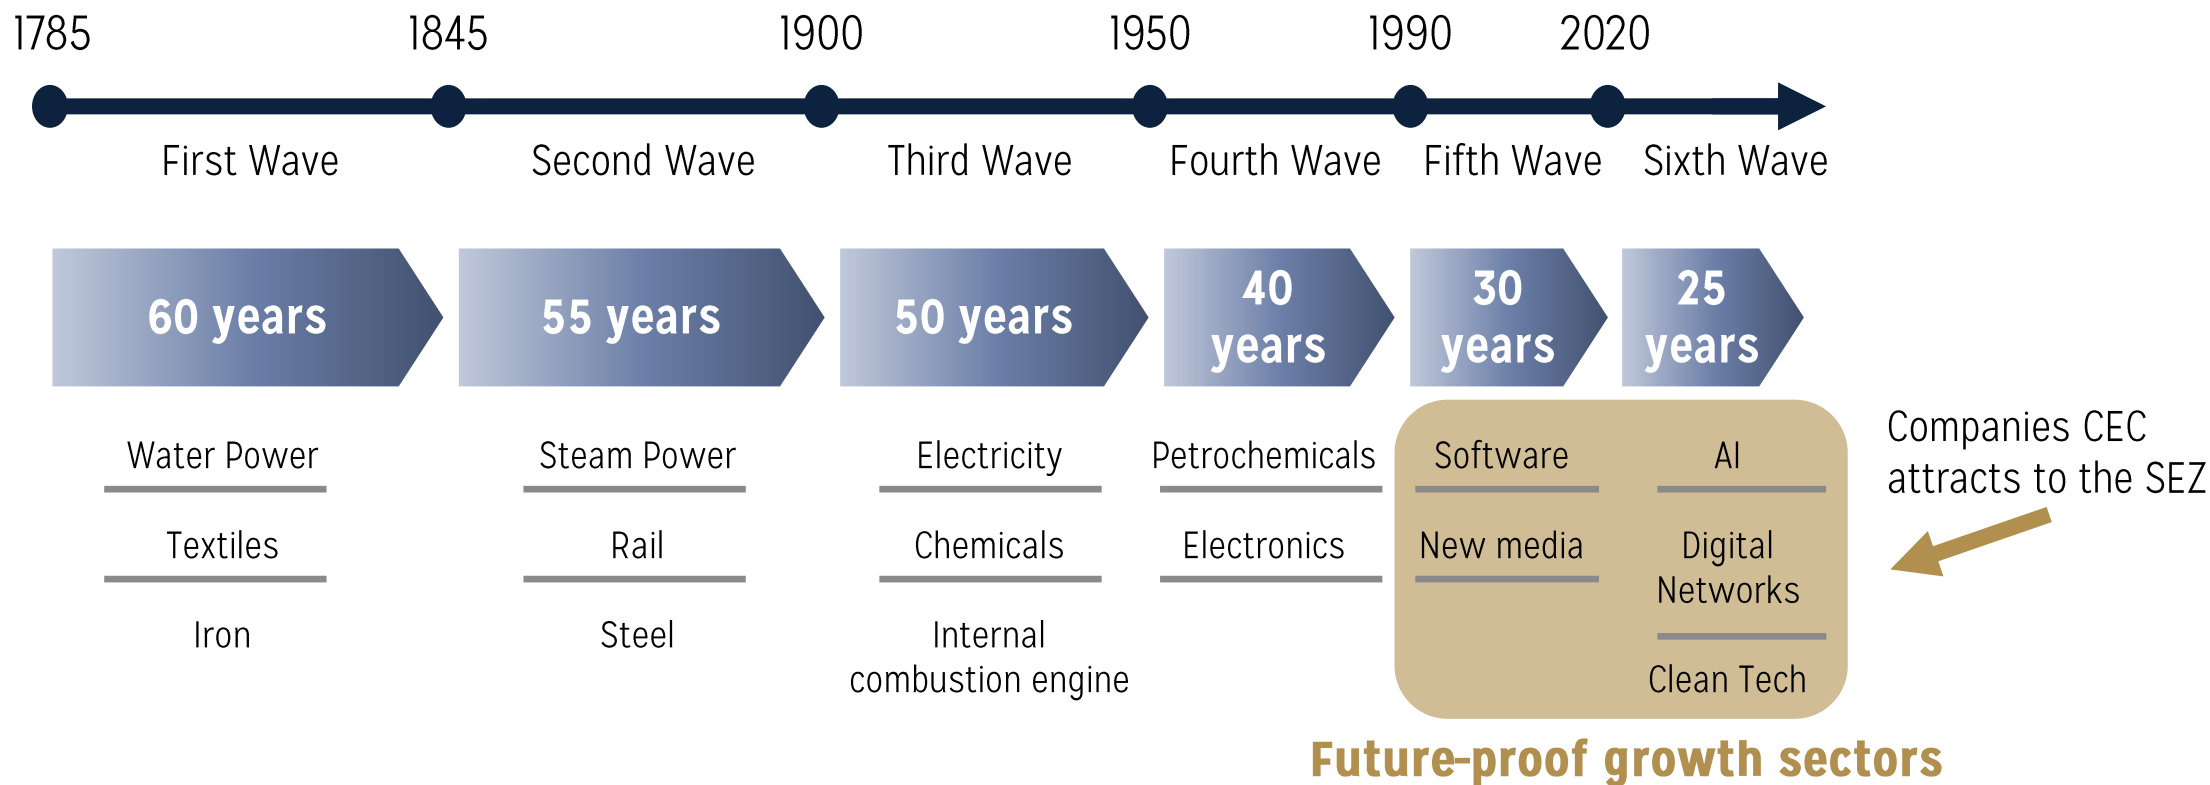 1785
1845
1900
1950
1990
2020
First Wave
Second Wave
Third Wave
Fourth Wave
Fifth Wave
Sixth Wave
60 years
55 years
50 years
40
years
30
years
25
years
Water Power
Textiles
Iron
Steam Power
Rail
Steel
Electricity
Chemicals
Internal
combustion engine
Petrochemicals
Electronics
Software
New media
AI
Digital
Networks
Clean Tech
Companies CEC
attracts to the SEZ
Future-proof growth sectors